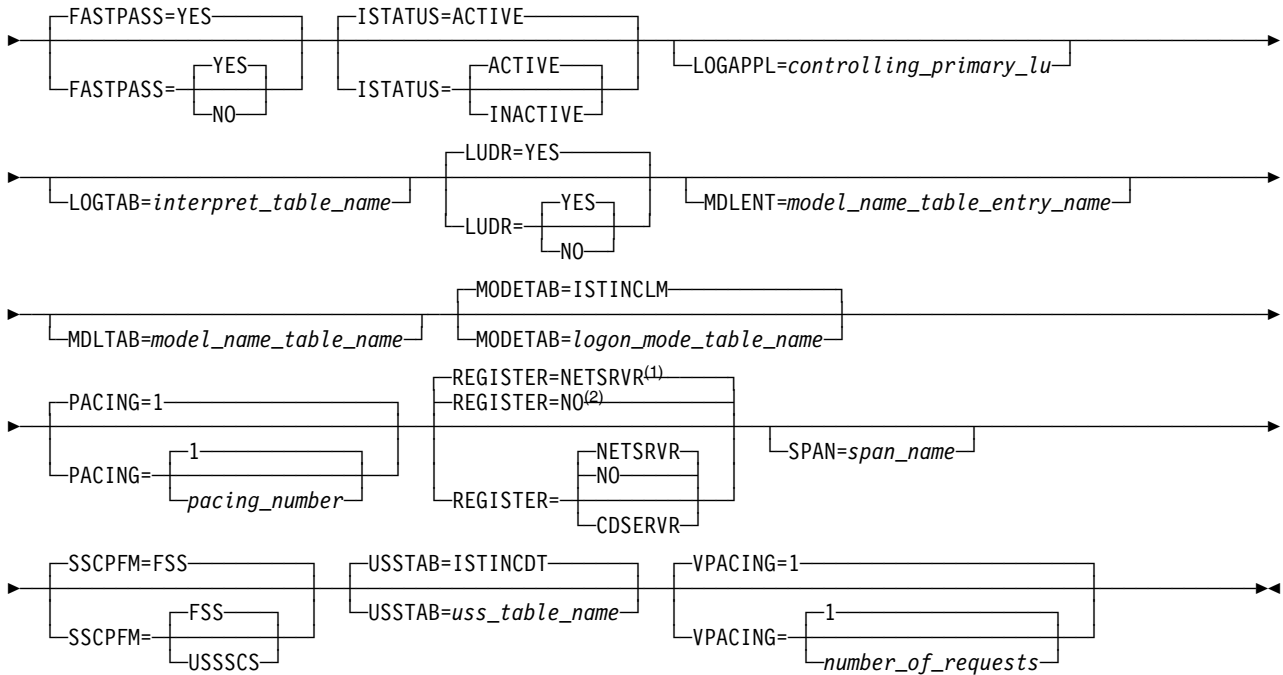 FASTPASS=YES ISTATUS=ACTIVE
YES ACTIVE LOGAPPL=controlling_primary_lu
FASTPASS= ISTATUS=
NO INACTIVE
LUDR=YES
LOGTAB=interpret_table_name YES MDLENT=model_name_table_entry_name
LUDR=
NO
MODETAB=ISTINCLM
MDLTAB=model_name_table_name MODETAB=logon_mode_table_name
REGISTER=NETSRVR(1)
PACING=1 REGISTER=NO(2)
1 NETSRVR SPAN=span_name
PACING= NO
pacing_number REGISTER=
CDSERVR
SSCPFM=FSS USSTAB=ISTINCDT VPACING=1
FSS USSTAB=uss_table_name 1
SSCPFM= VPACING=
USSSCS number_of_requests